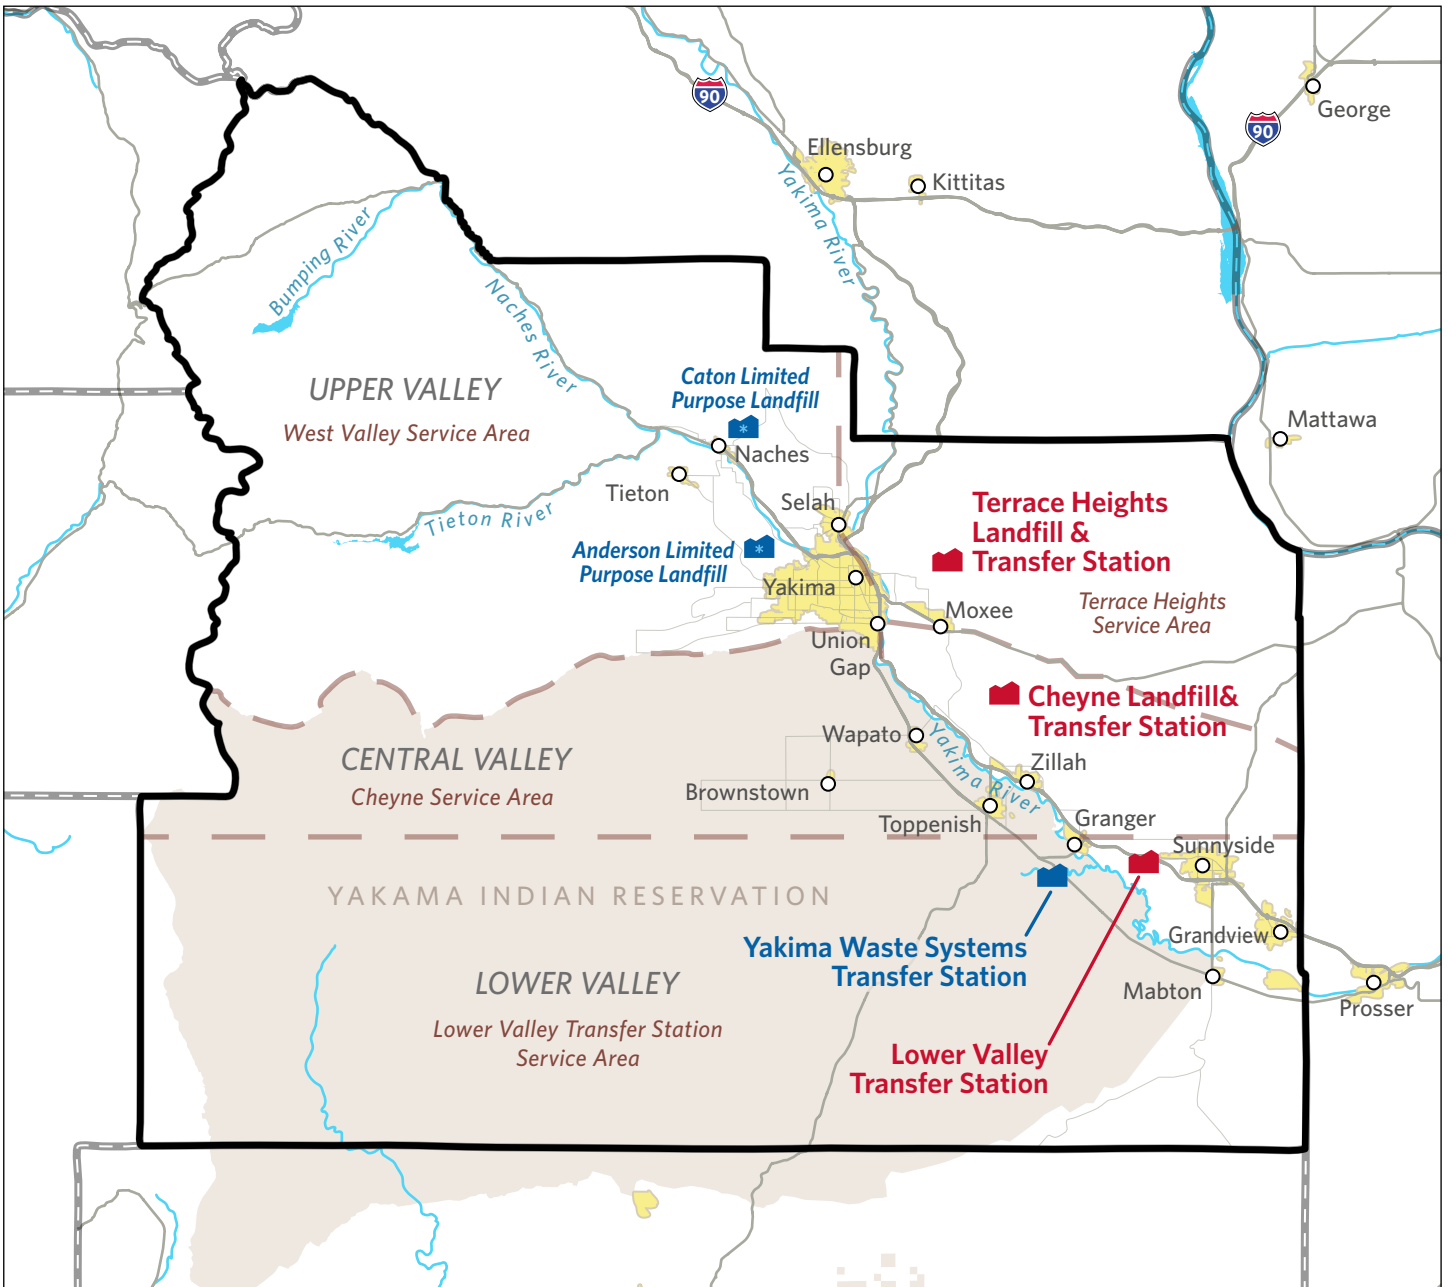 90
90
George
Ellensburg
Kittitas
Yakima River
Bumping River
Naches River
UPPER VALLEY
West Valley Service Area
Caton Limited
Purpose Landfill
*
Naches
Mattawa
Tieton
Selah
Tieton River
Terrace Heights
Landfill &
Transfer Station
Anderson Limited
Purpose Landfill
*
Yakima
Moxee
Terrace Heights
Service Area
Union
Gap
Cheyne Landfill&
Transfer Station
Wapato
Yakima River
CENTRAL VALLEY
Cheyne Service Area
Zillah
Brownstown
Toppenish
Granger
Sunnyside
YAKAMA INDIAN RESERVATION
Yakima Waste Systems
Transfer Station
Grandview
LOWER VALLEY
Lower Valley Transfer Station
Service Area
Mabton
Prosser
Lower Valley
Transfer Station